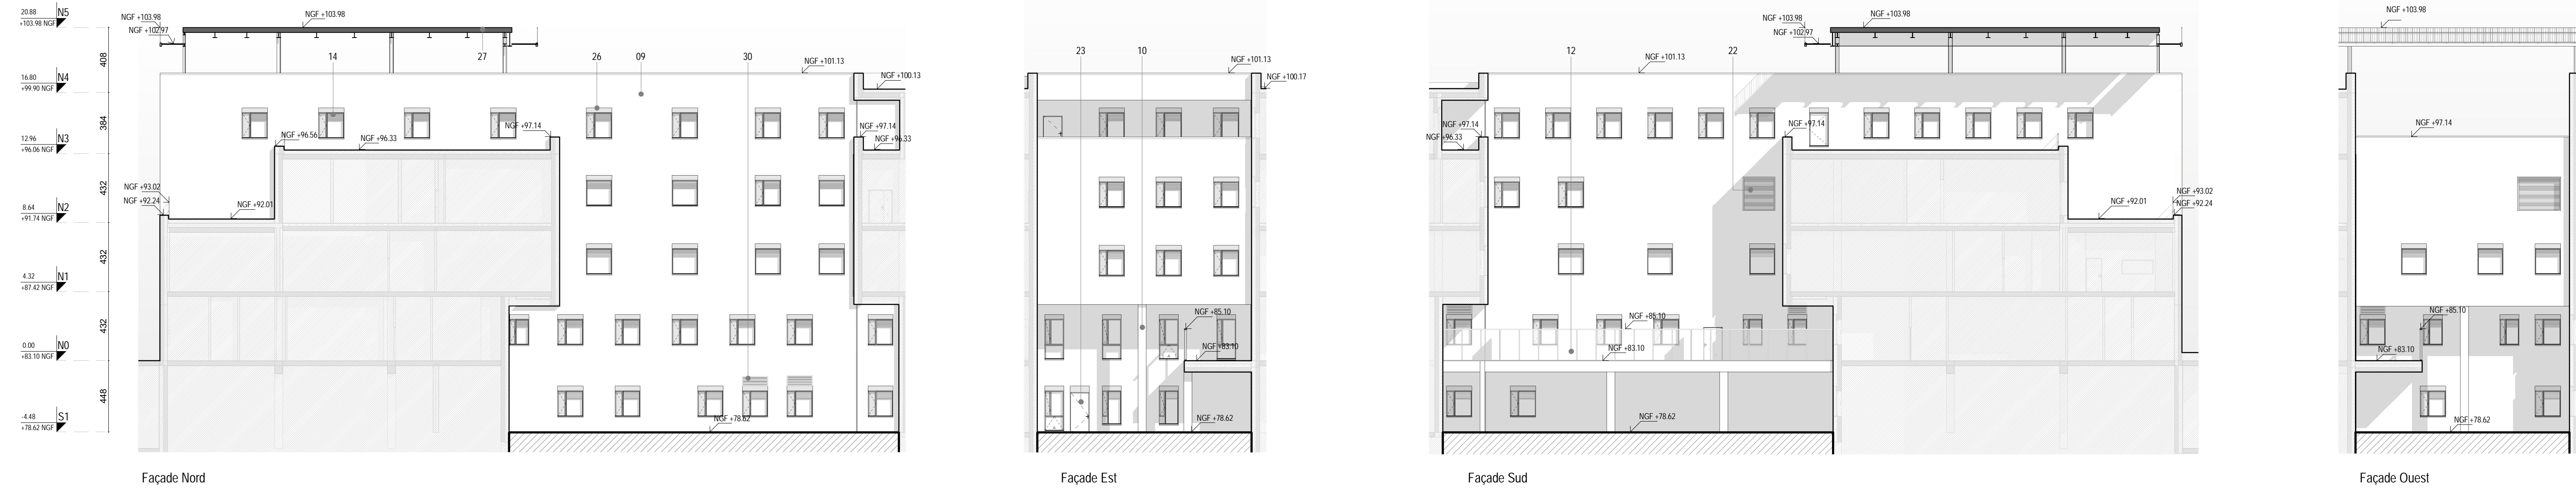 20.88 N5
+103.98 NGF
408
16.80 N4
+99.90 NGF
384
12.96 N3
+96.06 NGF
432
8.64 N2
+91.74 NGF
432
4.32 N1
+87.42 NGF
432
0.00 N0
+83.10 NGF
448
-4.48 S1
+78.62 NGF
NGF +103.98
NGF +102.97
NGF +103.98
14
27
26
09
30
NGF +101.13
NGF +100.13
NGF +96.56
NGF +96.33
NGF +97.14
NGF +97.14
NGF +96.33
NGF +93.02
NGF +92.24
NGF +92.01
NGF +78.62
Façade Nord
23
10
NGF +101.13
NGF +100.17
NGF +85.10
NGF +83.10
NGF +78.62
Façade Est
NGF +103.98
NGF +102.97
NGF +103.98
12
22
NGF +101.13
NGF +97.14
NGF +96.33
NGF +97.14
NGF +93.02
NGF +92.24
NGF +92.01
NGF +85.10
NGF +83.10
NGF +78.62
Façade Sud
NGF +103.98
NGF +97.14
NGF +85.10
NGF +83.10
NGF +78.62
Façade Ouest